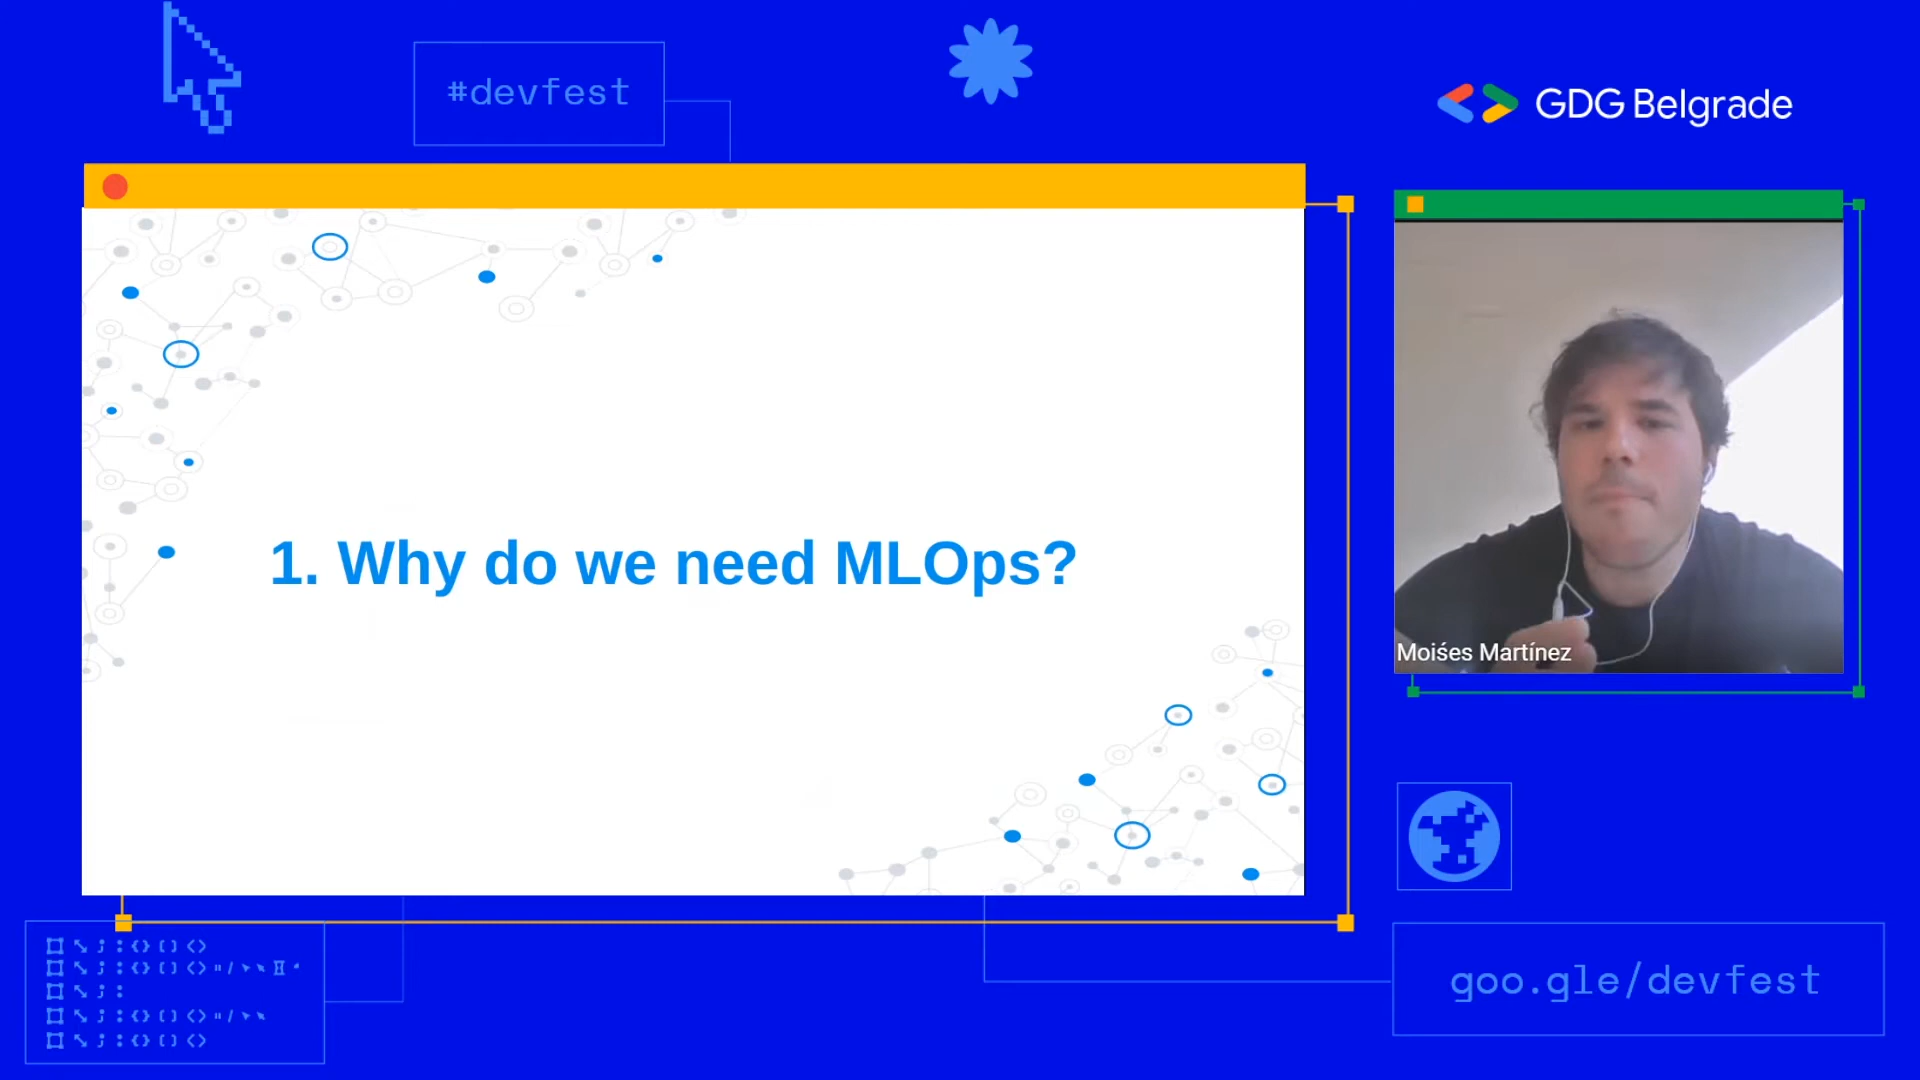 #devfest
GDG Belgrade
1. Why do we need MLOps?
Moiśes Martínez
goo.gle/devfest